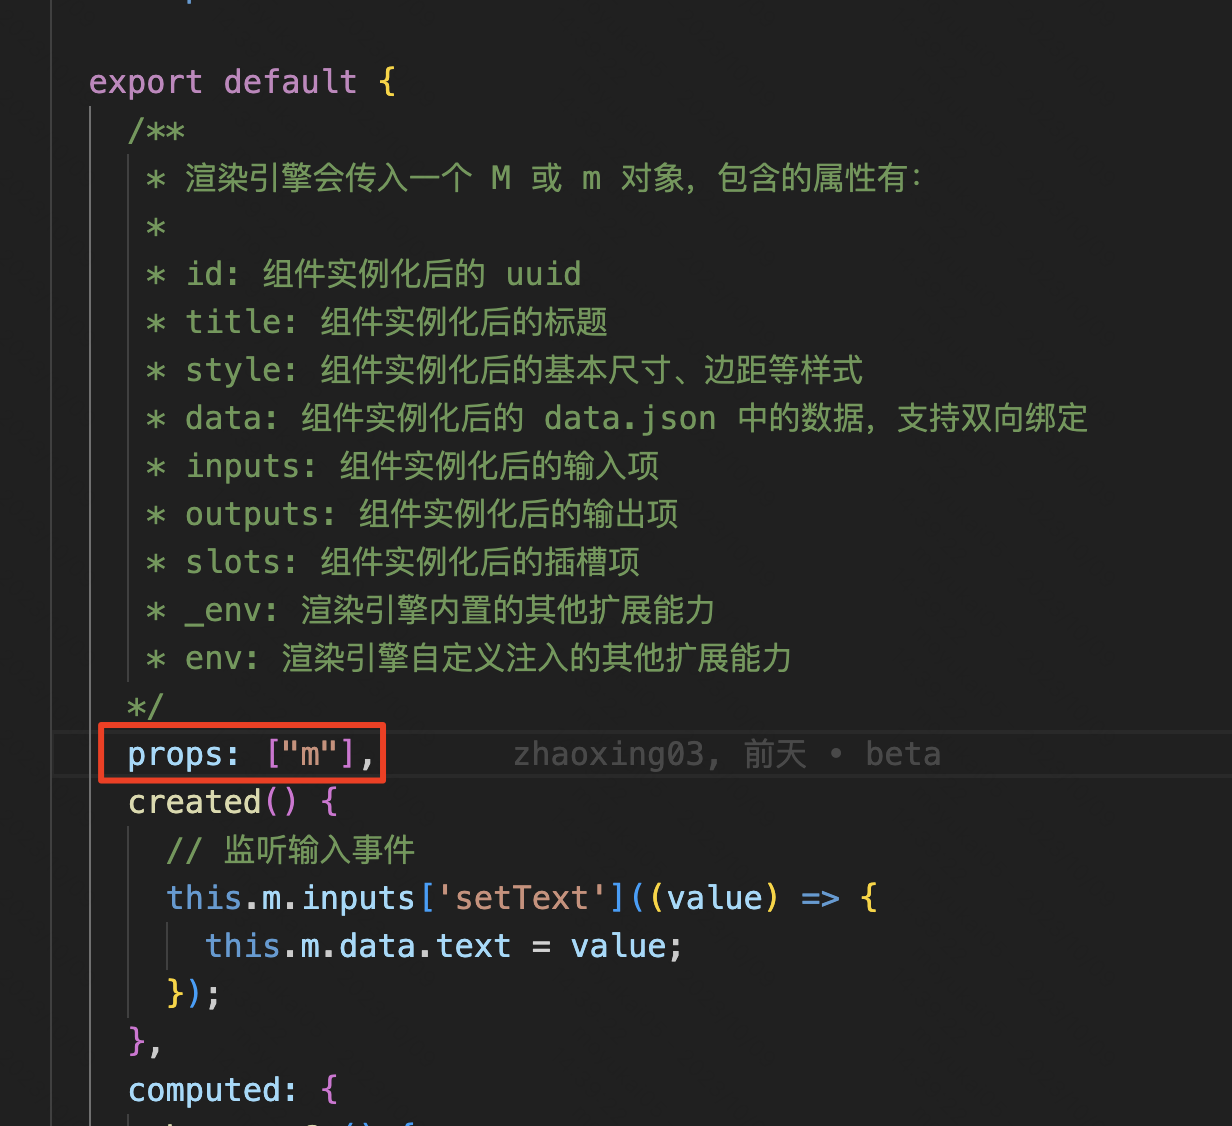 export default {
/**
* 渲染引擎会传入一个 M 或 m 对象，包含的属性有：
*
* id: 组件实例化后的 uuid
* title: 组件实例化后的标题
* style: 组件实例化后的基本尺寸、边距等样式
* data: 组件实例化后的 data.json 中的数据，支持双向绑定
* inputs: 组件实例化后的输入项
* outputs: 组件实例化后的输出项
* slots: 组件实例化后的插槽项
* _env: 渲染引擎内置的其他扩展能力
* env: 渲染引擎自定义注入的其他扩展能力
*/
props: ["m"], zhaoxing03, 前天 • beta
created() {
// 监听输入事件
this.m.inputs['setText']((value) => {
this.m.data.text = value;
});
},
computed: {